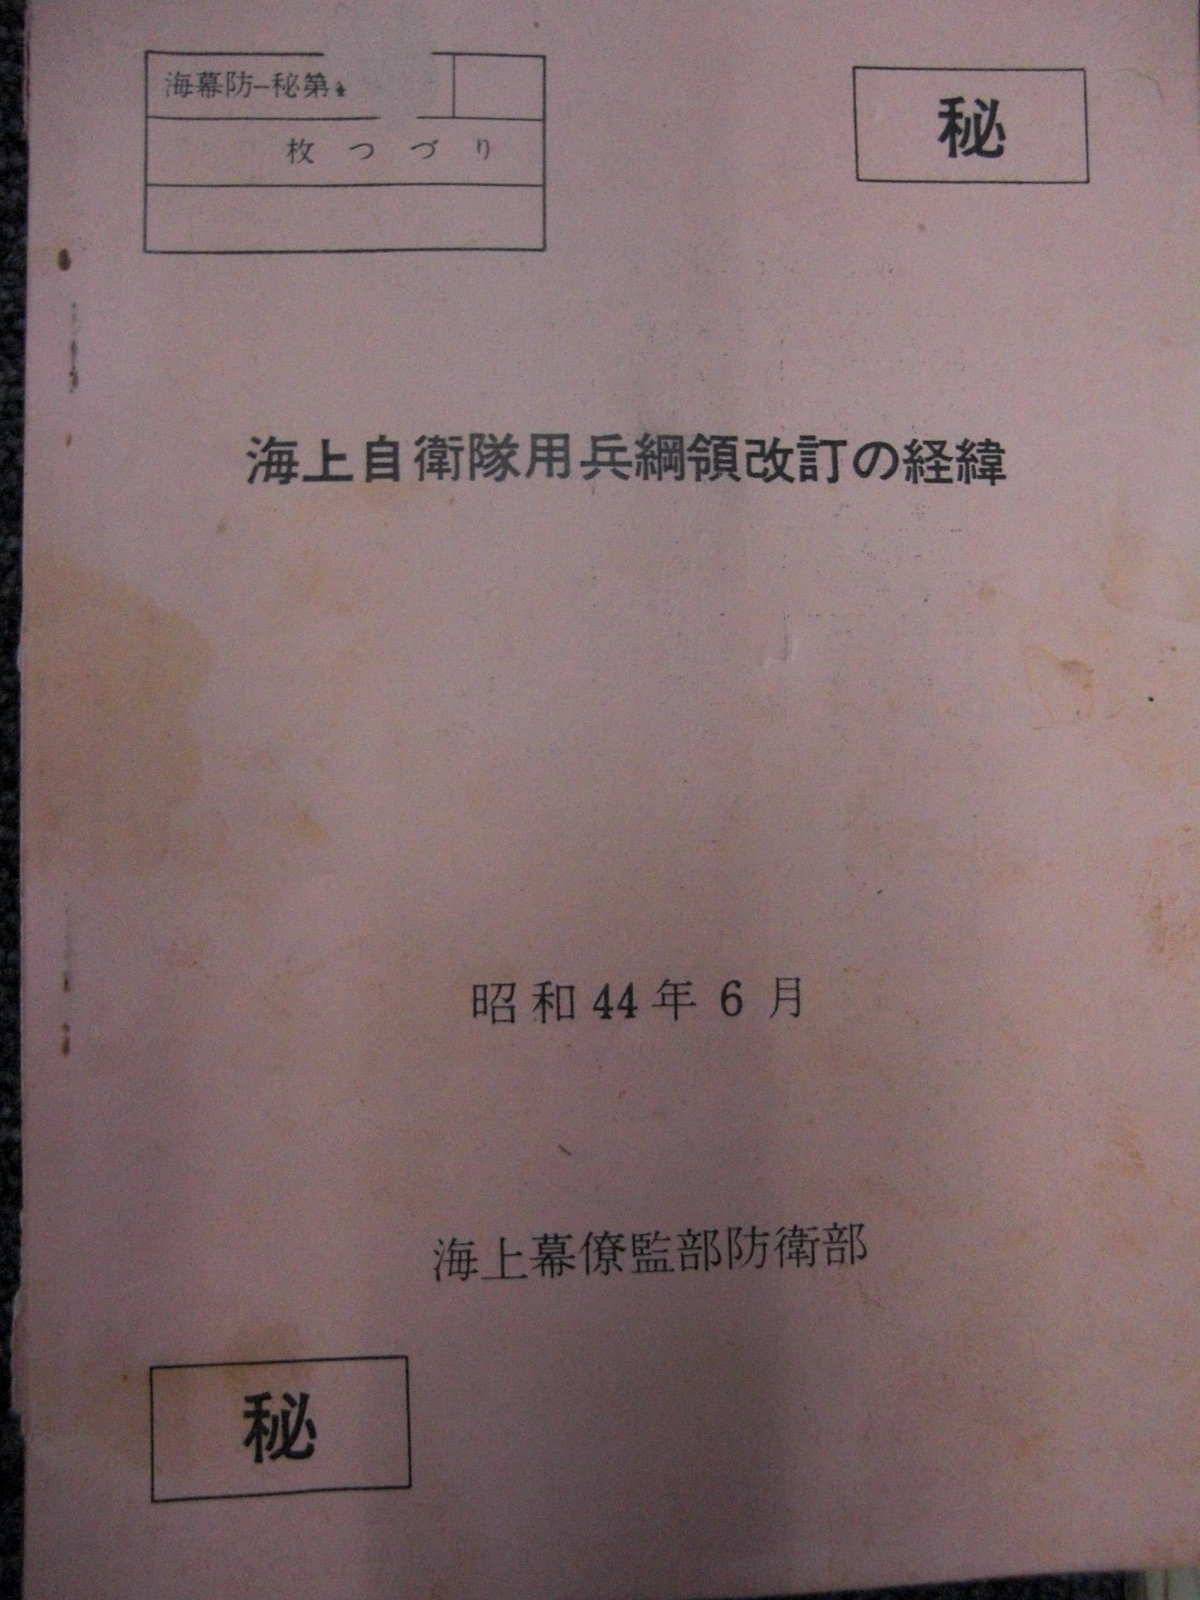 海幕防-秘第
秘
枚つづり
海上自衛隊用兵綱領改訂の経緯
昭和44年6月
海上幕僚監部防衛部
秘